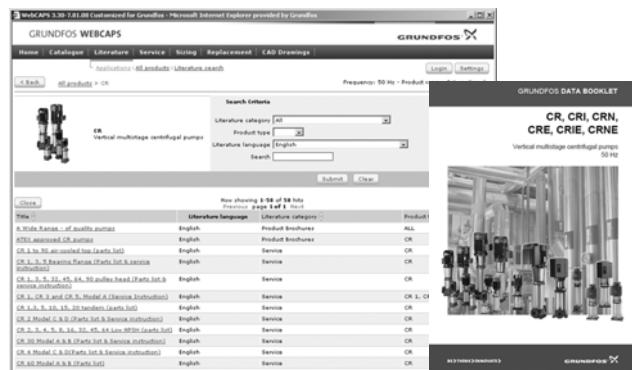 WebCAPS 3.30-7.01.08 Customized for Grundfos - Microsoft Internet Explorer provided by Grundfos
GRUNDFOS WEBCAPS
GRUNDFOS
Home Catalogue Literature Service Sizing Replacement CAD Drawings
Applications All products Literature search
Login Settings
< Back All products > CR
Frequency: 50 Hz - Product
Search Criteria
Literature category All
Product type
Literature language English
Search
CR
Vertical multistage centrifugal pumps
Submit Clear
Close
Now showing 1-58 of 58 hits
Previous page 1 of 1 Next
Title Literature language Literature category Product
A Wide Range - of quality pumps English Product Brochures ALL
ATEX approved CR pumps English Product Brochures CR
CR 1 to 90 air-cooled top (parts list) English Service CR
CR 1, 3, 5 Bearing flange (Parts list & service instruction) English Service CR
CR 1, 3, 5, 32, 45, 64, 90 pulley head (Parts list & service instruction) English Service CR
CR 1, CR 3 and CR 5, Model A (Service Instruction) English Service CR 1, CR
CR 1,3, 5, 10, 15, 20 tandem (parts list) English Service CR
CR 2 Model C & D (Parts list & Service instruction) English Service CR
CR 2, 3, 4, 5, 8, 16, 32, 45, 64 Low NPSH (parts list) English Service CR
CR 30 Model A & B (Parts list & Service instruction) English Service CR
CR 4 Model C & D(Parts list & Service instruction) English Service CR
CR 60 Model A & B (Parts list) English Service CR
GRUNDFOS DATA BOOKLET
CR, CRI, CRN,
CRE, CRIE, CRNE
Vertical multistage centrifugal pumps
50 Hz
BE>THINK>INNOVATE>
GRUNDFOS